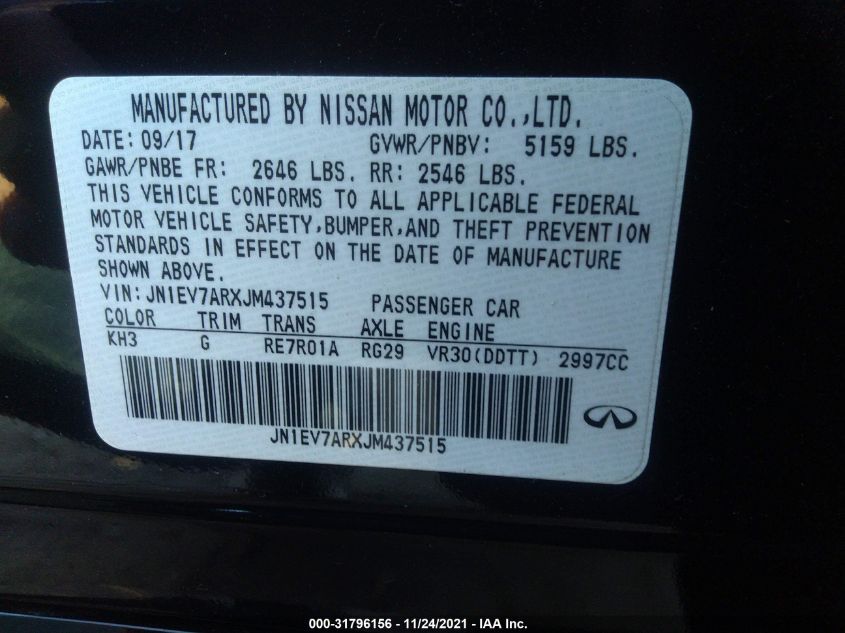 MANUFACTURED BY NISSAN MOTOR CO.,LTD.
DATE: 09/17 GVWR/PNBV: 5159 LBS.
GAWR/PNBE FR: 2646 LBS. RR: 2546 LBS.
THIS VEHICLE CONFORMS TO ALL APPLICABLE FEDERAL
MOTOR VEHICLE SAFETY,BUMPER,AND THEFT PREVENTION
STANDARDS IN EFFECT ON THE DATE OF MANUFACTURE
SHOWN ABOVE.
VIN: JN1EV7ARXJM437515 PASSENGER CAR
COLOR TRIM TRANS AXLE ENGINE
KH3 G RE7R01A RG29 VR30(DDTT) 2997CC
JN1EV7ARXJM437515
000-31796156 - 11/24/2021 - IAA Inc.